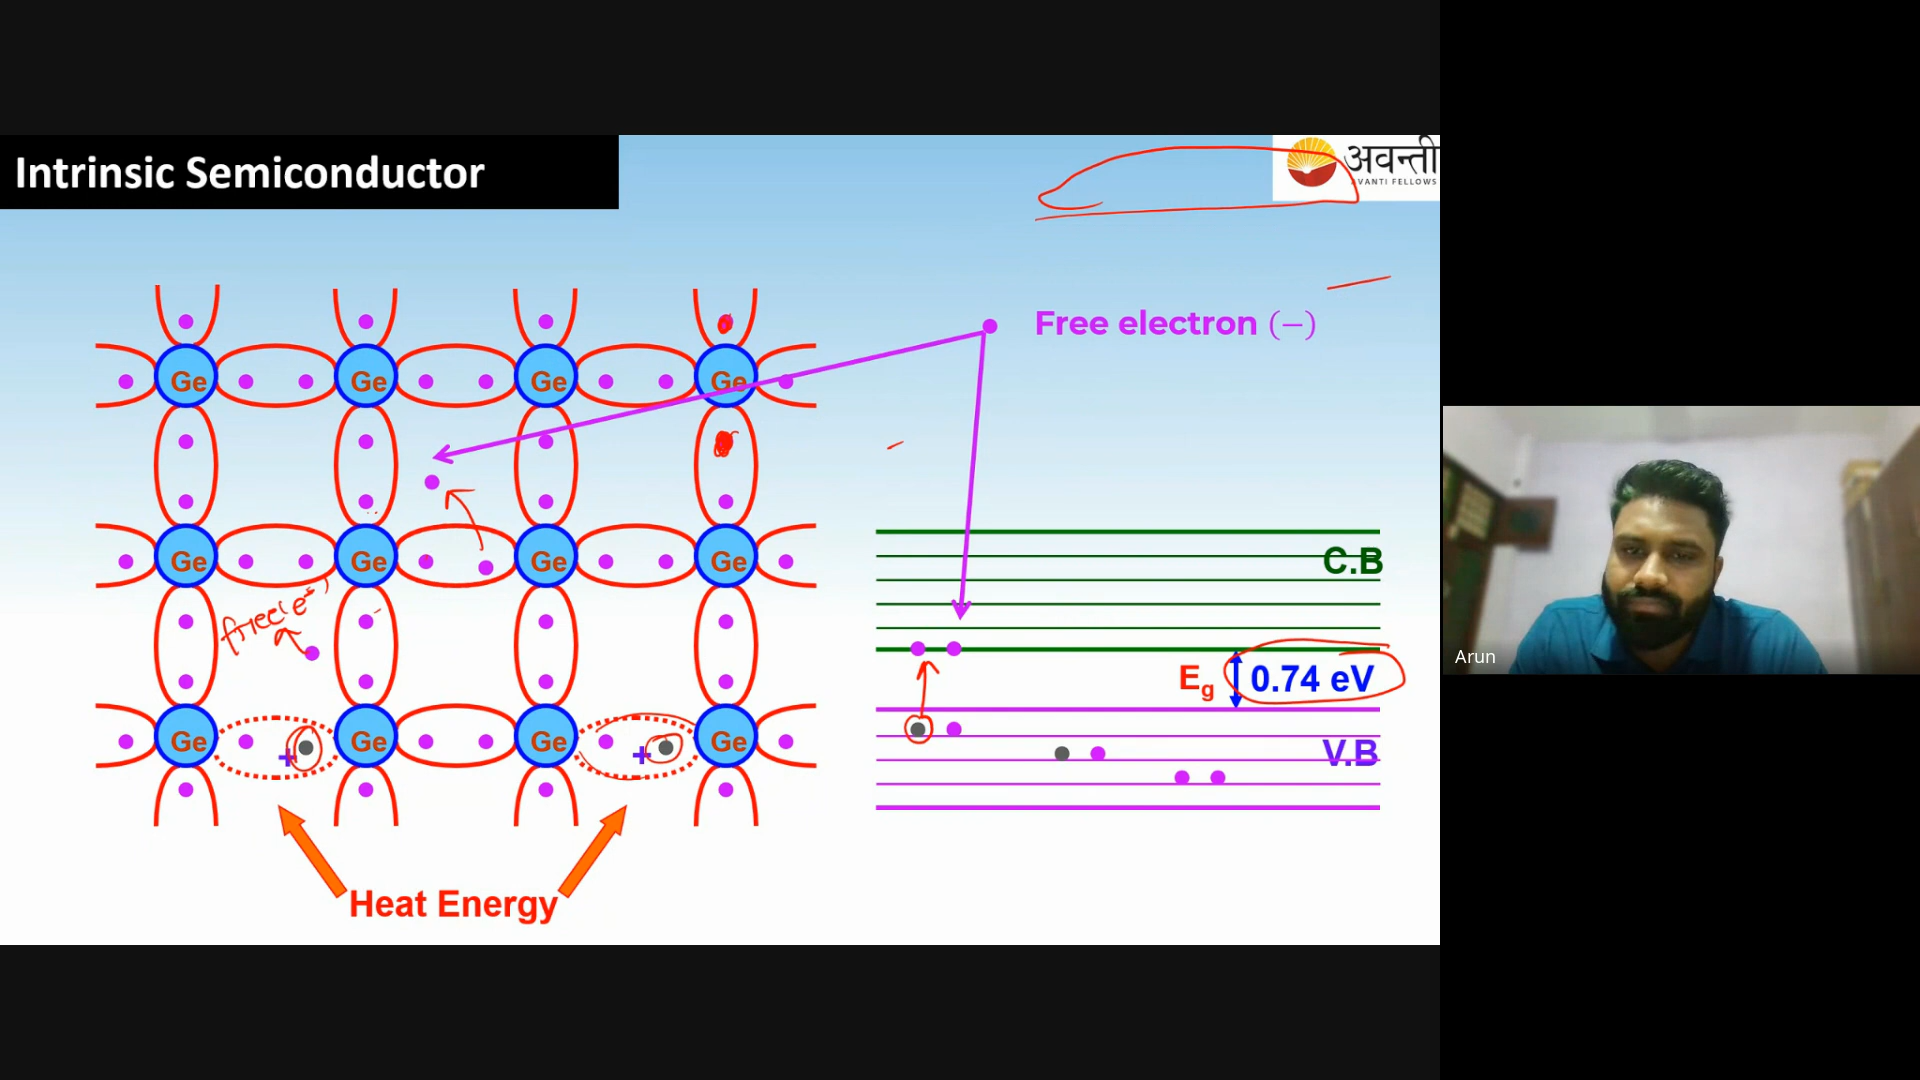 Intrinsic Semiconductor
अवन्ती
AVANTI FELLOWS
Free electron (−)
Ge Ge Ge Ge
Ge Ge Ge Ge
free(e⁻)
Ge + Ge Ge + Ge
Heat Energy
C.B
Eg 0.74 eV
V.B
Arun